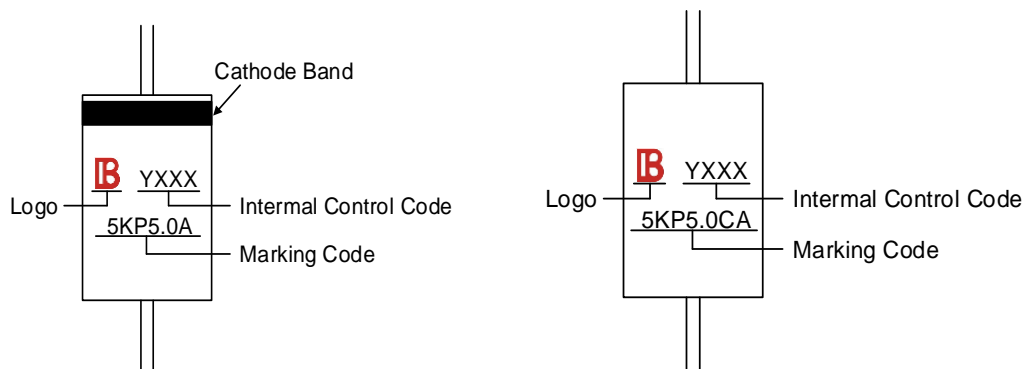 Cathode Band
B YXXX
Logo
Intermal Control Code
5KP5.0A
Marking Code
B YXXX
Logo
Intermal Control Code
5KP5.0CA
Marking Code